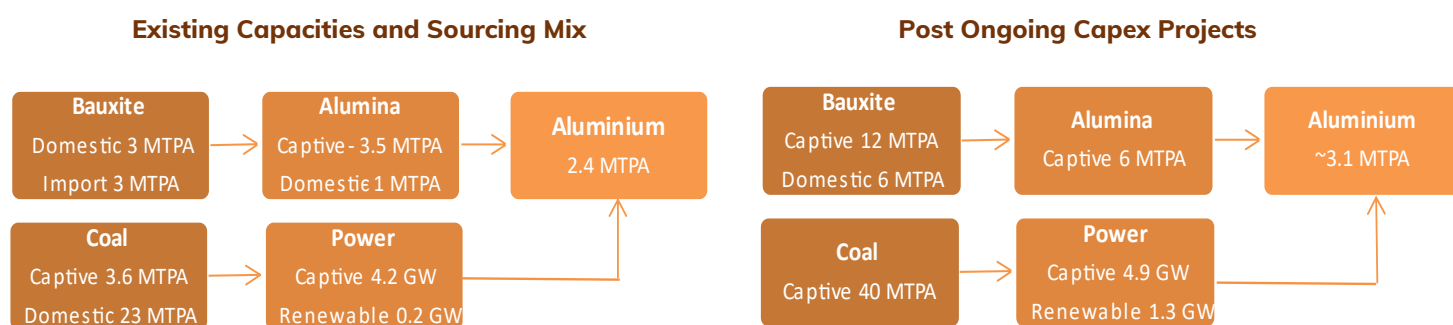 Existing Capacities and Sourcing Mix
Bauxite
Domestic 3 MTPA
Import 3 MTPA
Alumina
Captive- 3.5 MTPA
Domestic 1 MTPA
Aluminium
2.4 MTPA
Coal
Captive 3.6 MTPA
Domestic 23 MTPA
Power
Captive 4.2 GW
Renewable 0.2 GW
Post Ongoing Capex Projects
Bauxite
Captive 12 MTPA
Domestic 6 MTPA
Alumina
Captive 6 MTPA
Aluminium
~3.1 MTPA
Coal
Captive 40 MTPA
Power
Captive 4.9 GW
Renewable 1.3 GW